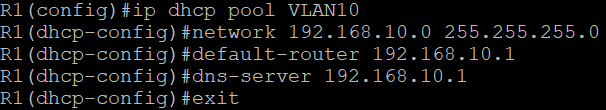 R1(config)#ip dhcp pool VLAN10
R1(dhcp-config)#network 192.168.10.0 255.255.255.0
R1(dhcp-config)#default-router 192.168.10.1
R1(dhcp-config)#dns-server 192.168.10.1
R1(dhcp-config)#exit